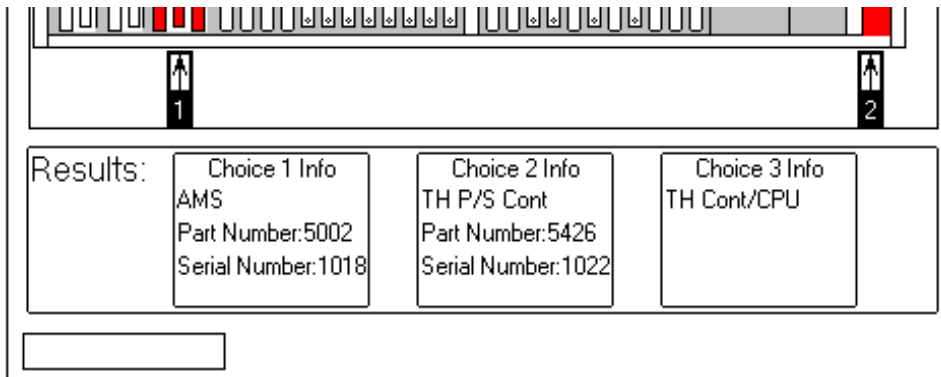 1
2
Results:
Choice 1 Info
AMS
Part Number:5002
Serial Number:1018
Choice 2 Info
TH P/S Cont
Part Number:5426
Serial Number:1022
Choice 3 Info
TH Cont/CPU